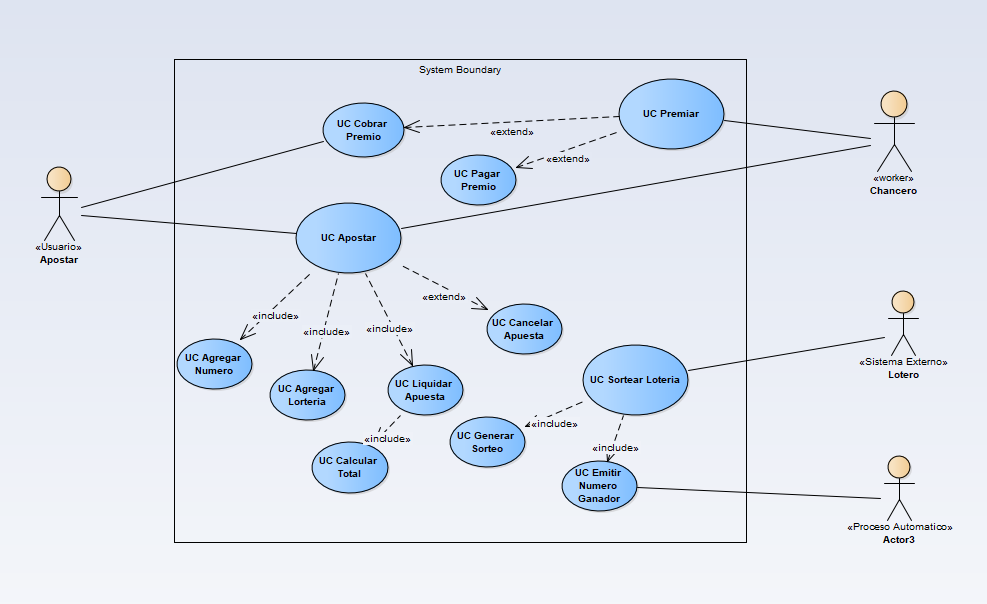 System Boundary
UC Cobrar
Premio
UC Premiar
«extend»
«extend»
UC Pagar
Premio
«worker»
Chancero
«Usuario»
Apostar
UC Apostar
«extend»
«include»
«include»
«include»
UC Cancelar
Apuesta
UC Agregar
Numero
UC Agregar
Lorteria
UC Liquidar
Apuesta
UC Sortear Loteria
«Sistema Externo»
Lotero
«include»
UC Calcular
Total
UC Generar
Sorteo
«include»
«include»
UC Emitir
Numero
Ganador
«Proceso Automatico»
Actor3